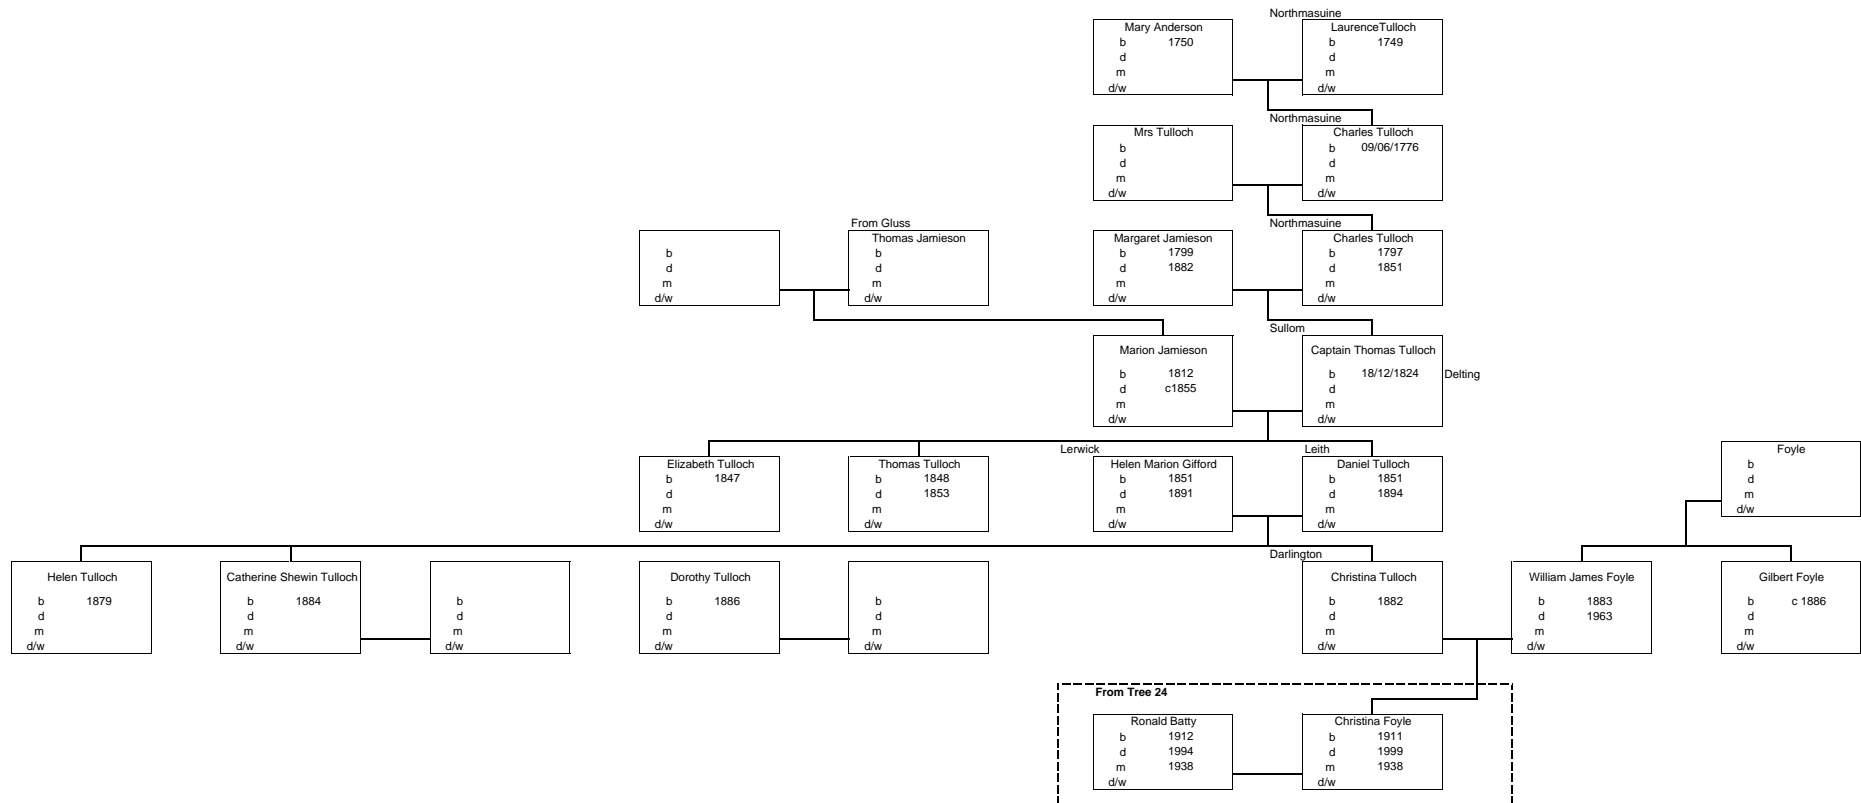 Northmasuine
Mary Anderson
b 1750
d
m
d/w
LaurenceTulloch
b 1749
d
m
d/w
Northmasuine
Mrs Tulloch
b
d
m
d/w
Charles Tulloch
b 09/06/1776
d
m
d/w
From Gluss
Northmasuine
b
d
m
d/w
Thomas Jamieson
b
d
m
d/w
Margaret Jamieson
b 1799
d 1882
m
d/w
Charles Tulloch
b 1797
d 1851
m
d/w
Sullom
Marion Jamieson
b 1812
d c1855
m
d/w
Captain Thomas Tulloch
b 18/12/1824
d
m
d/w
Delting
Lerwick
Leith
Elizabeth Tulloch
b 1847
d
m
d/w
Thomas Tulloch
b 1848
d 1853
m
d/w
Helen Marion Gifford
b 1851
d 1891
m
d/w
Daniel Tulloch
b 1851
d 1894
m
d/w
Foyle
b
d
m
d/w
Darlington
Helen Tulloch
b 1879
d
m
d/w
Catherine Shewin Tulloch
b 1884
d
m
d/w
b
d
m
d/w
Dorothy Tulloch
b 1886
d
m
d/w
b
d
m
d/w
Christina Tulloch
b 1882
d
m
d/w
William James Foyle
b 1883
d 1963
m
d/w
Gilbert Foyle
b c 1886
d
m
d/w
From Tree 24
Ronald Batty
b 1912
d 1994
m 1938
d/w
Christina Foyle
b 1911
d 1999
m 1938
d/w